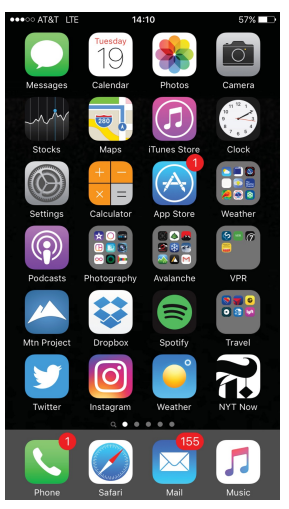 AT&T LTE 14:10 57%
Tuesday
19
Messages Calendar Photos Camera
280
Stocks Maps iTunes Store Clock
1
Settings Calculator App Store Weather
Podcasts Photography Avalanche VPR
Mtn Project Dropbox Spotify Travel
Twitter Instagram Weather NYT Now
1 155
Phone Safari Mail Music